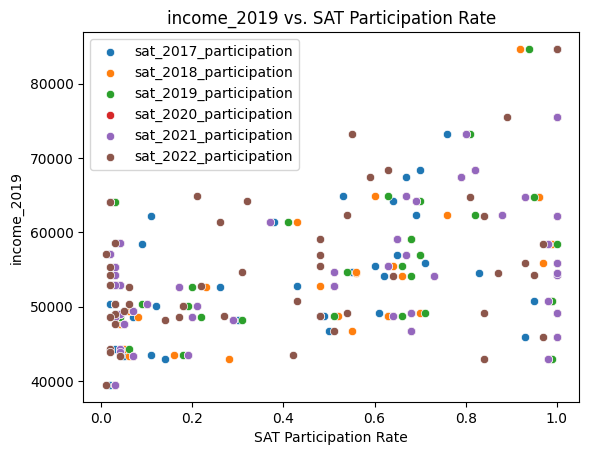 income_2019 vs. SAT Participation Rate
sat_2017_participation
sat_2018_participation
sat_2019_participation
sat_2020_participation
sat_2021_participation
sat_2022_participation
income_2019
80000
70000
60000
50000
40000
0.0 0.2 0.4 0.6 0.8 1.0
SAT Participation Rate